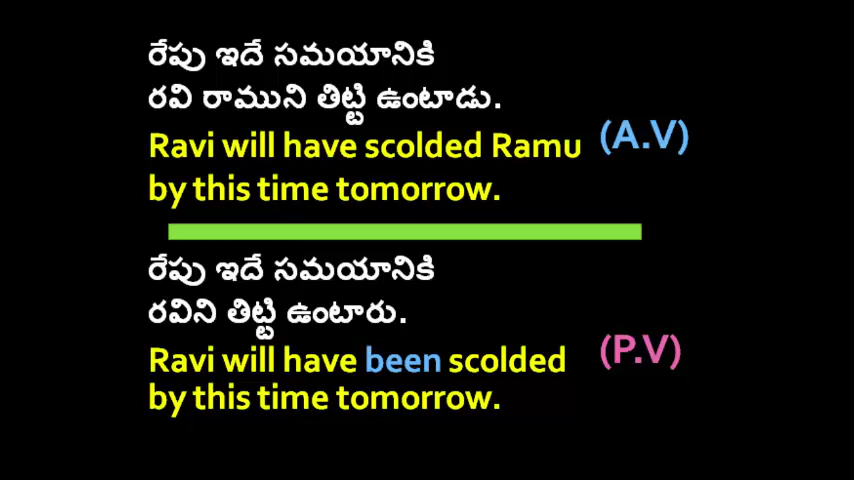 రేపు ఇదే సమయానికి
రవి రాముని తిట్టి ఉంటాడు.
Ravi will have scolded Ramu (A.V)
by this time tomorrow.
రేపు ఇదే సమయానికి
రవిని తిట్టి ఉంటారు.
Ravi will have been scolded (P.V)
by this time tomorrow.